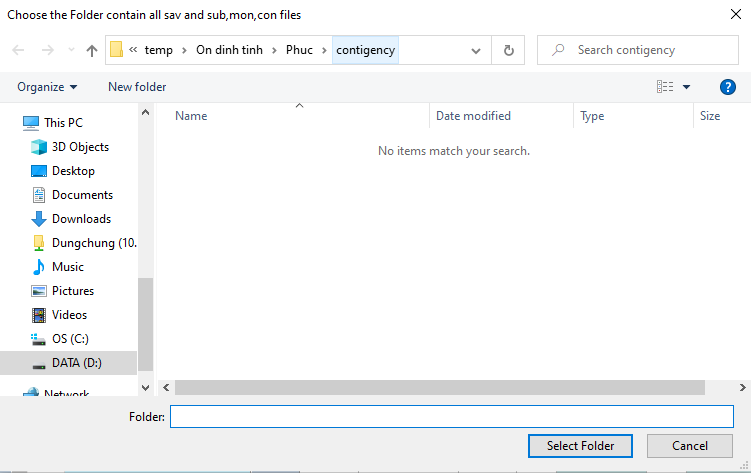 Choose the Folder contain all sav and sub,mon,con files
« temp › On dinh tinh › Phuc › contigency
Search contigency
Organize
New folder
Name
Date modified
Type
Size
No items match your search.
This PC
3D Objects
Desktop
Documents
Downloads
Dungchung (10.
Music
Pictures
Videos
OS (C:)
DATA (D:)
Network
Folder:
Select Folder
Cancel